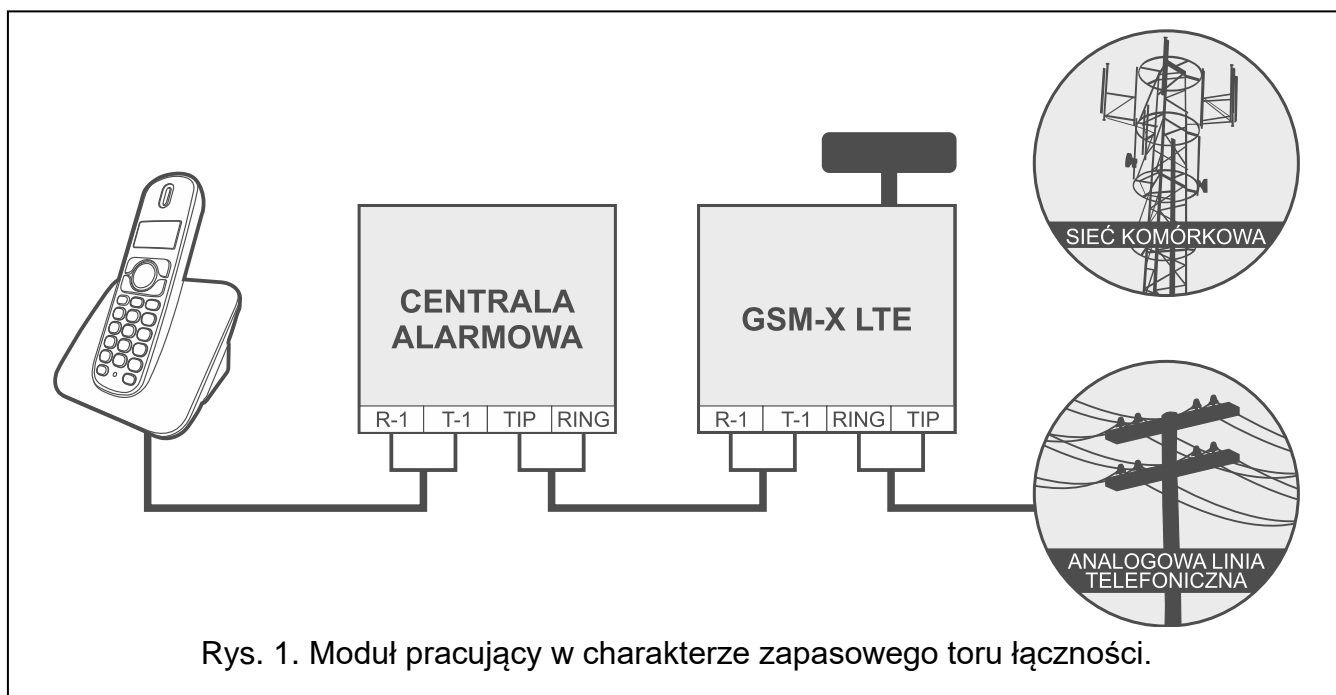 SIEĆ KOMÓRKOWA
CENTRALA
ALARMOWA
GSM-X LTE
R-1 T-1 TIP RING
R-1 T-1 RING TIP
ANALOGOWA LINIA
TELEFONICZNA
Rys. 1. Moduł pracujący w charakterze zapasowego toru łączności.